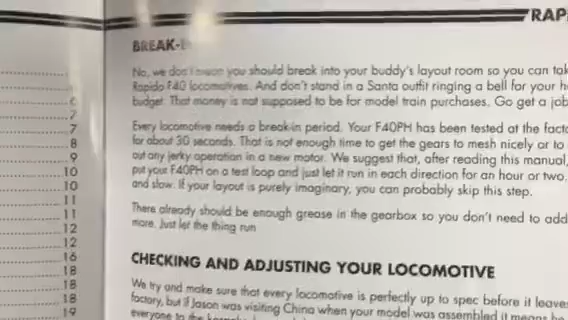 RAP
BREAK-
No, we don't mean you should break into your buddy's layout room so you can tak
Rapido F40 locomotives. And don't stand in a Santa outfit ringing a bell for your h
budget. That money is not supposed to be for model train purchases. Go get a job
Every locomotive needs a break-in period. Your F40PH has been tested at the facto
for about 30 seconds. That is not enough time to get the gears to mesh nicely or to
out any jerky operation in a new motor. We suggest that, after reading this manual,
put your F40PH on a test loop and just let it run in each direction for an hour or two.
and slow. If your layout is purely imaginary, you can probably skip this step.
There already should be enough grease in the gearbox so you don't need to add
more. Just let the thing run
CHECKING AND ADJUSTING YOUR LOCOMOTIVE
We try and make sure that every locomotive is perfectly up to spec before it leaves
factory, but if Jason was visiting China when your model was assembled it means he
everyone to the
6
7
7
8
9
10
10
11
11
12
12
16
18
18
18
19